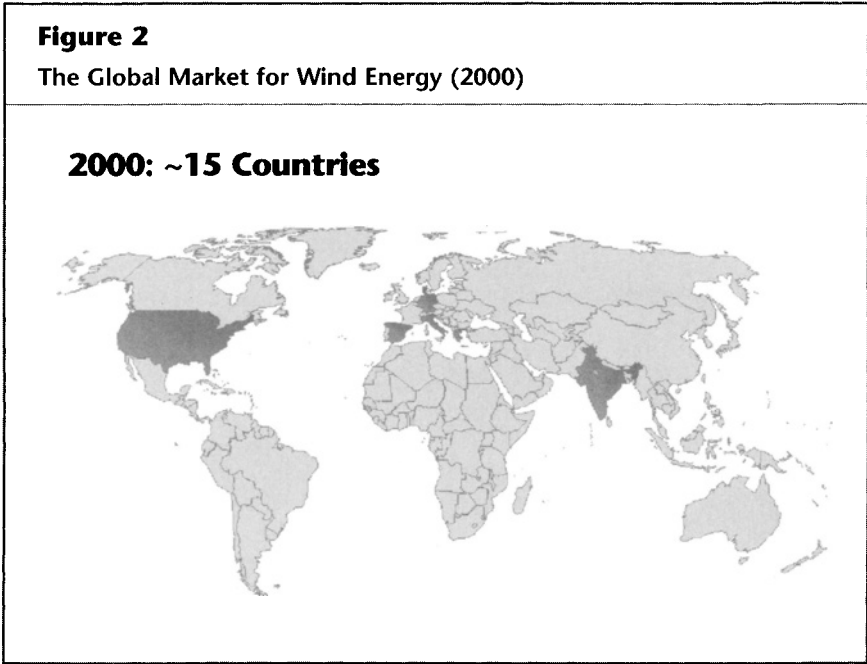 Figure 2
The Global Market for Wind Energy (2000)
2000: ~15 Countries